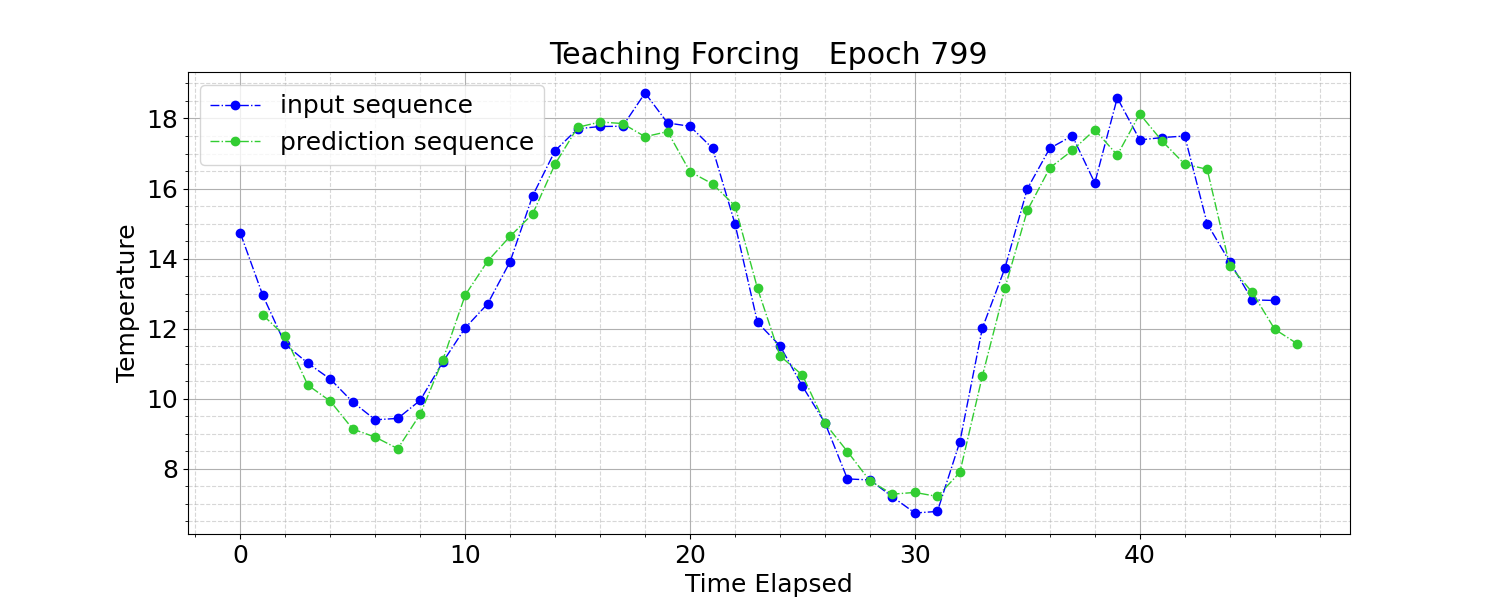 Teaching Forcing   Epoch 799
input sequence
prediction sequence
Temperature
18
16
14
12
10
8
0 10 20 30 40
Time Elapsed